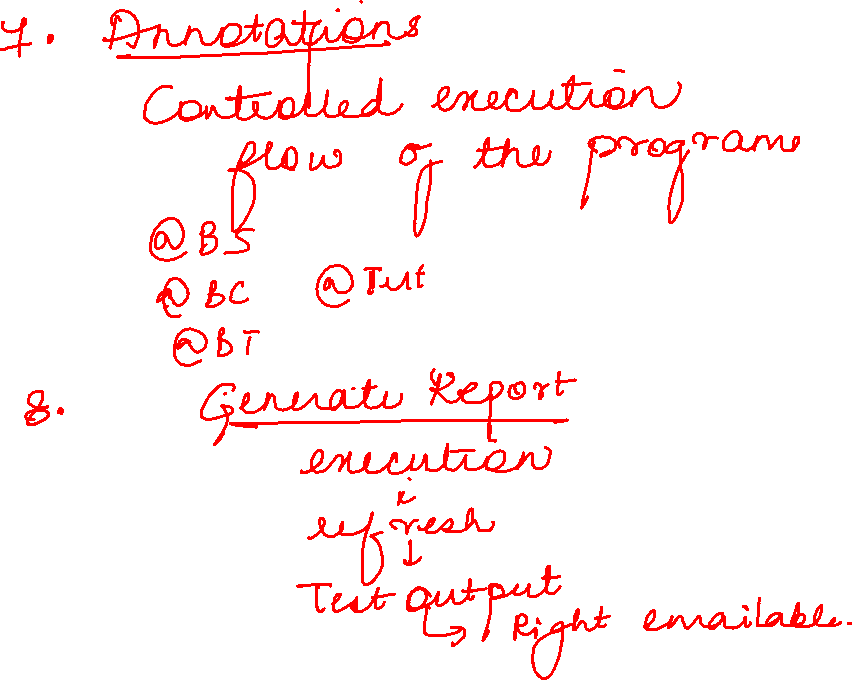 7. Annotations
Controlled execution
flow of the program
@BS
@BC @Test
@BT
8. Generate Report
execution
↓
refresh
↓
Test output
↳ Right emailable.